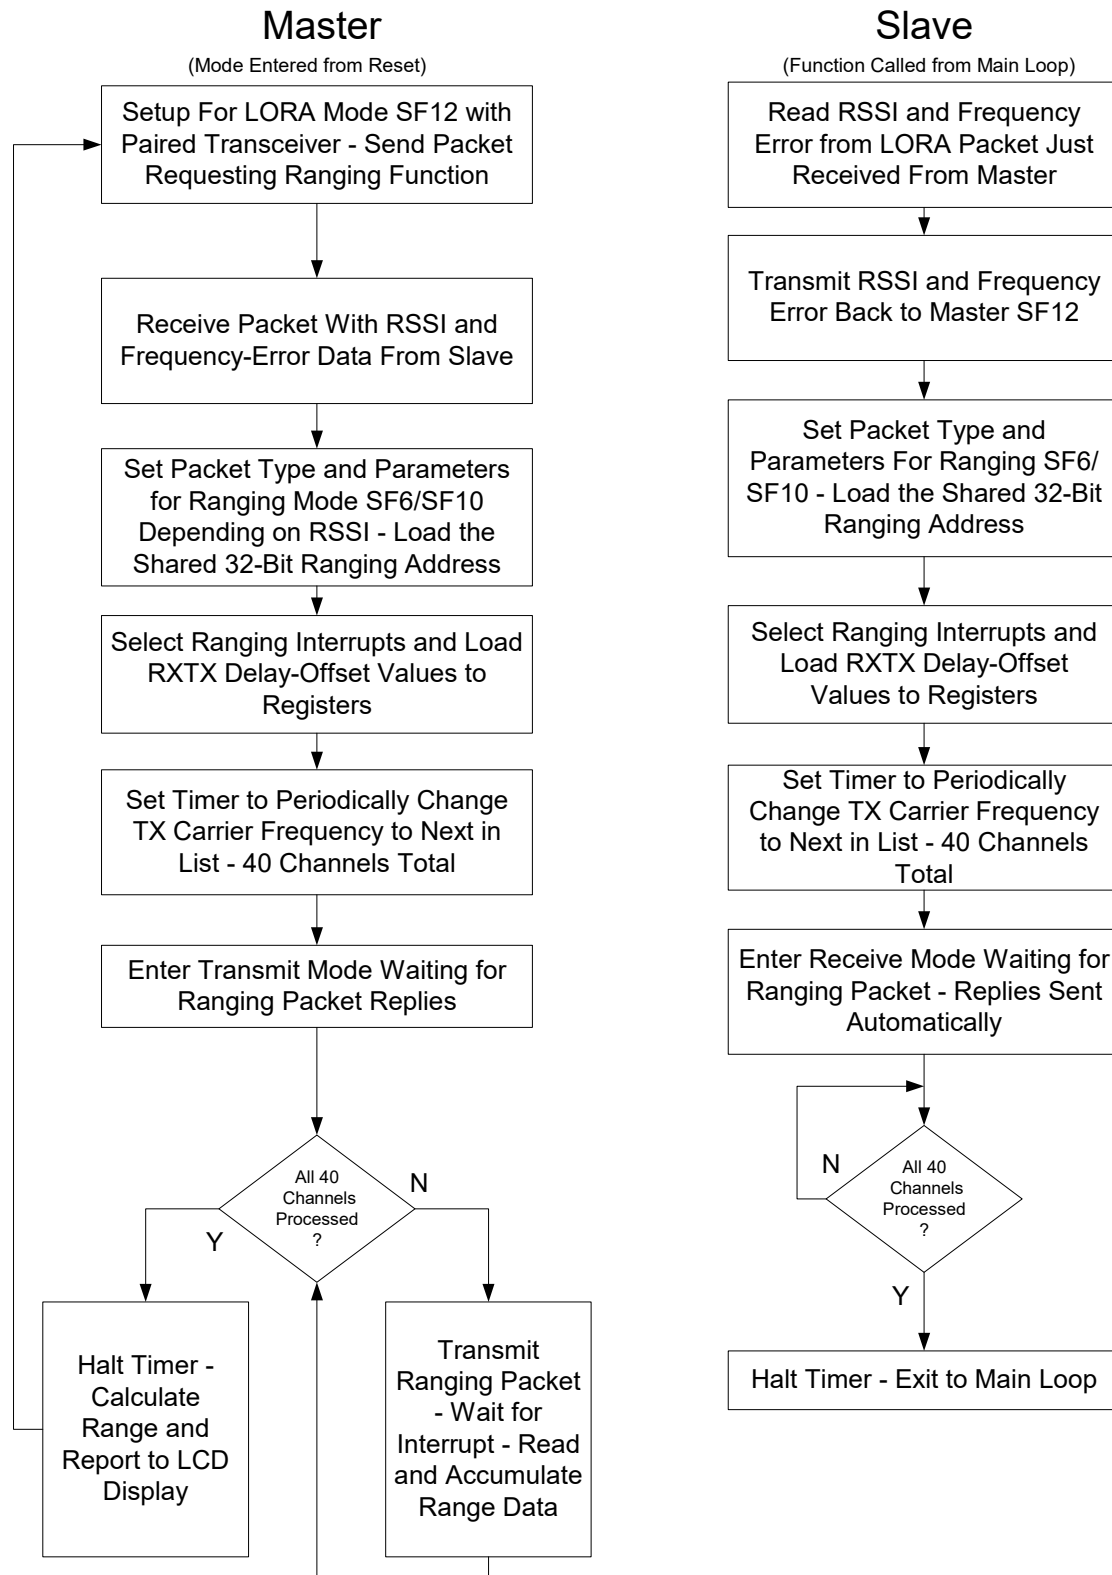 Master
(Mode Entered from Reset)
Setup For LORA Mode SF12 with
Paired Transceiver - Send Packet
Requesting Ranging Function
Receive Packet With RSSI and
Frequency-Error Data From Slave
Set Packet Type and Parameters
for Ranging Mode SF6/SF10
Depending on RSSI - Load the
Shared 32-Bit Ranging Address
Select Ranging Interrupts and Load
RXTX Delay-Offset Values to
Registers
Set Timer to Periodically Change
TX Carrier Frequency to Next in
List - 40 Channels Total
Enter Transmit Mode Waiting for
Ranging Packet Replies
All 40
Channels
Processed
?
N
Y
Halt Timer -
Calculate
Range and
Report to LCD
Display
Transmit
Ranging Packet
- Wait for
Interrupt - Read
and Accumulate
Range Data
Slave
(Function Called from Main Loop)
Read RSSI and Frequency
Error from LORA Packet Just
Received From Master
Transmit RSSI and Frequency
Error Back to Master SF12
Set Packet Type and
Parameters For Ranging SF6/
SF10 - Load the Shared 32-Bit
Ranging Address
Select Ranging Interrupts and
Load RXTX Delay-Offset
Values to Registers
Set Timer to Periodically
Change TX Carrier Frequency
to Next in List - 40 Channels
Total
Enter Receive Mode Waiting for
Ranging Packet - Replies Sent
Automatically
N
All 40
Channels
Processed
?
Y
Halt Timer - Exit to Main Loop